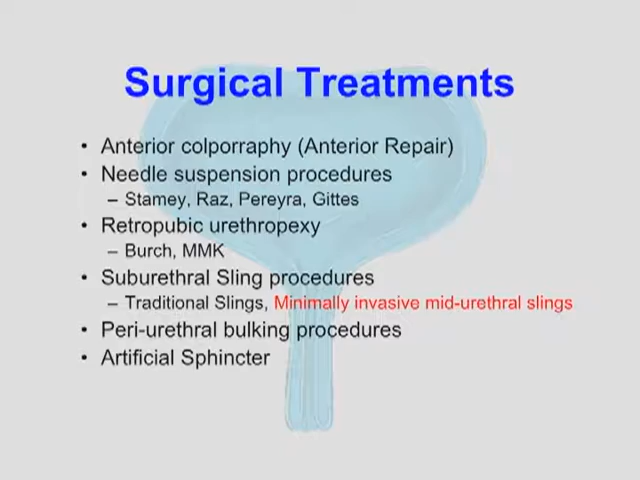 Surgical Treatments
• Anterior colporraphy (Anterior Repair)
• Needle suspension procedures
– Stamey, Raz, Pereyra, Gittes
• Retropubic urethropexy
– Burch, MMK
• Suburethral Sling procedures
– Traditional Slings, Minimally invasive mid-urethral slings
• Peri-urethral bulking procedures
• Artificial Sphincter